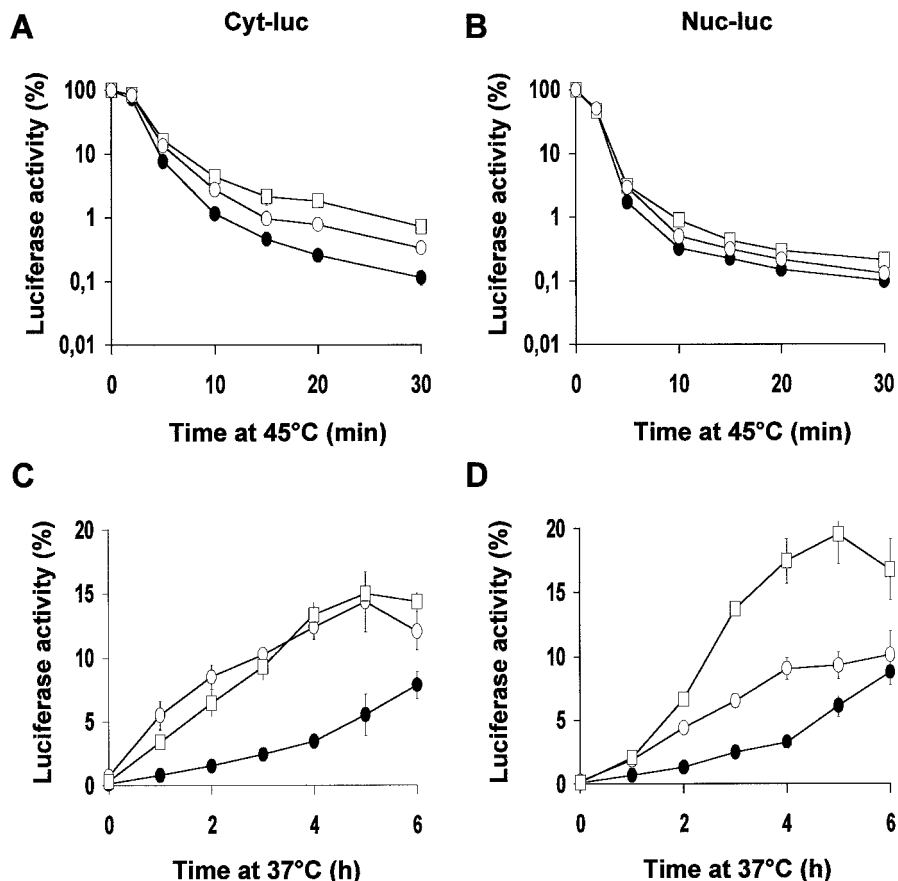 A
Cyt-luc
B
Nuc-luc
Luciferase activity (%)
100
10
1
0,1
0,01
0
10
20
30
Time at 45°C (min)
Luciferase activity (%)
100
10
1
0,1
0,01
0
10
20
30
Time at 45°C (min)
C
D
Luciferase activity (%)
20
15
10
5
0
0
2
4
6
Time at 37°C (h)
Luciferase activity (%)
20
15
10
5
0
0
2
4
6
Time at 37°C (h)